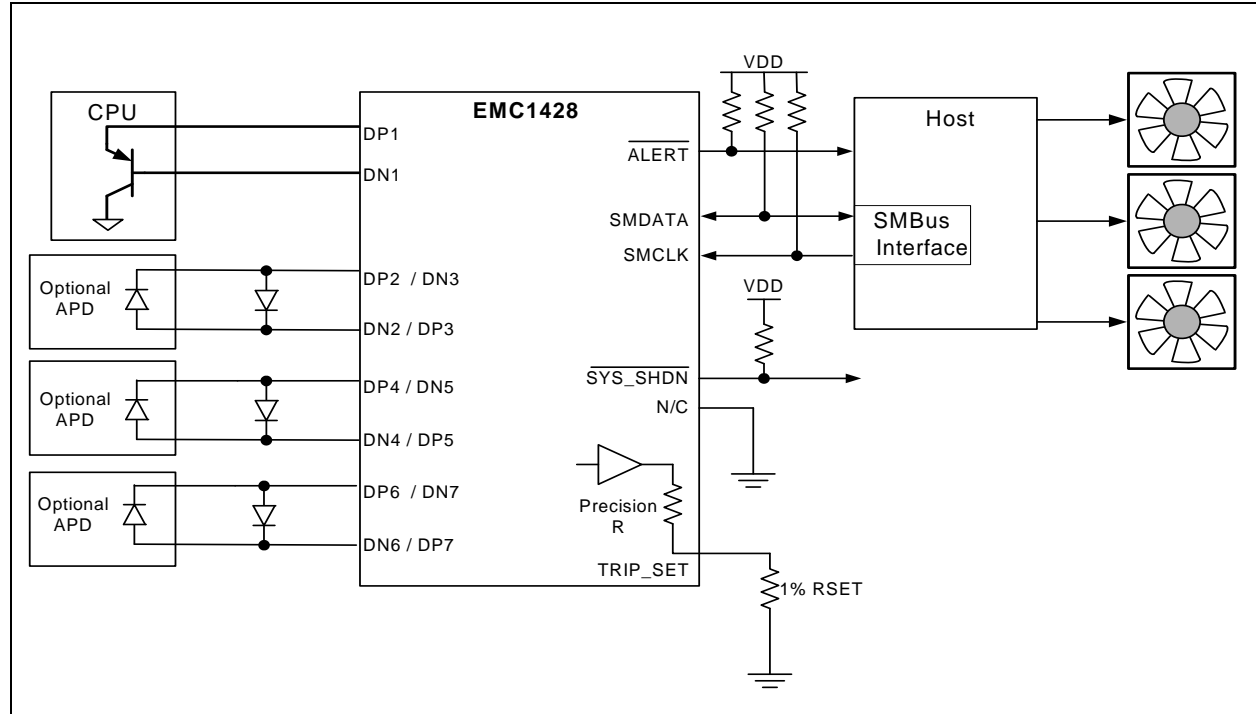 CPU
EMC1428
DP1
DN1
ALERT
SMDATA
SMCLK
VDD
Host
SMBus
Interface
Optional
APD
DP2 / DN3
DN2 / DP3
VDD
Optional
APD
DP4 / DN5
DN4 / DP5
SYS_SHDN
N/C
Optional
APD
DP6 / DN7
DN6 / DP7
Precision
R
TRIP_SET
1% RSET